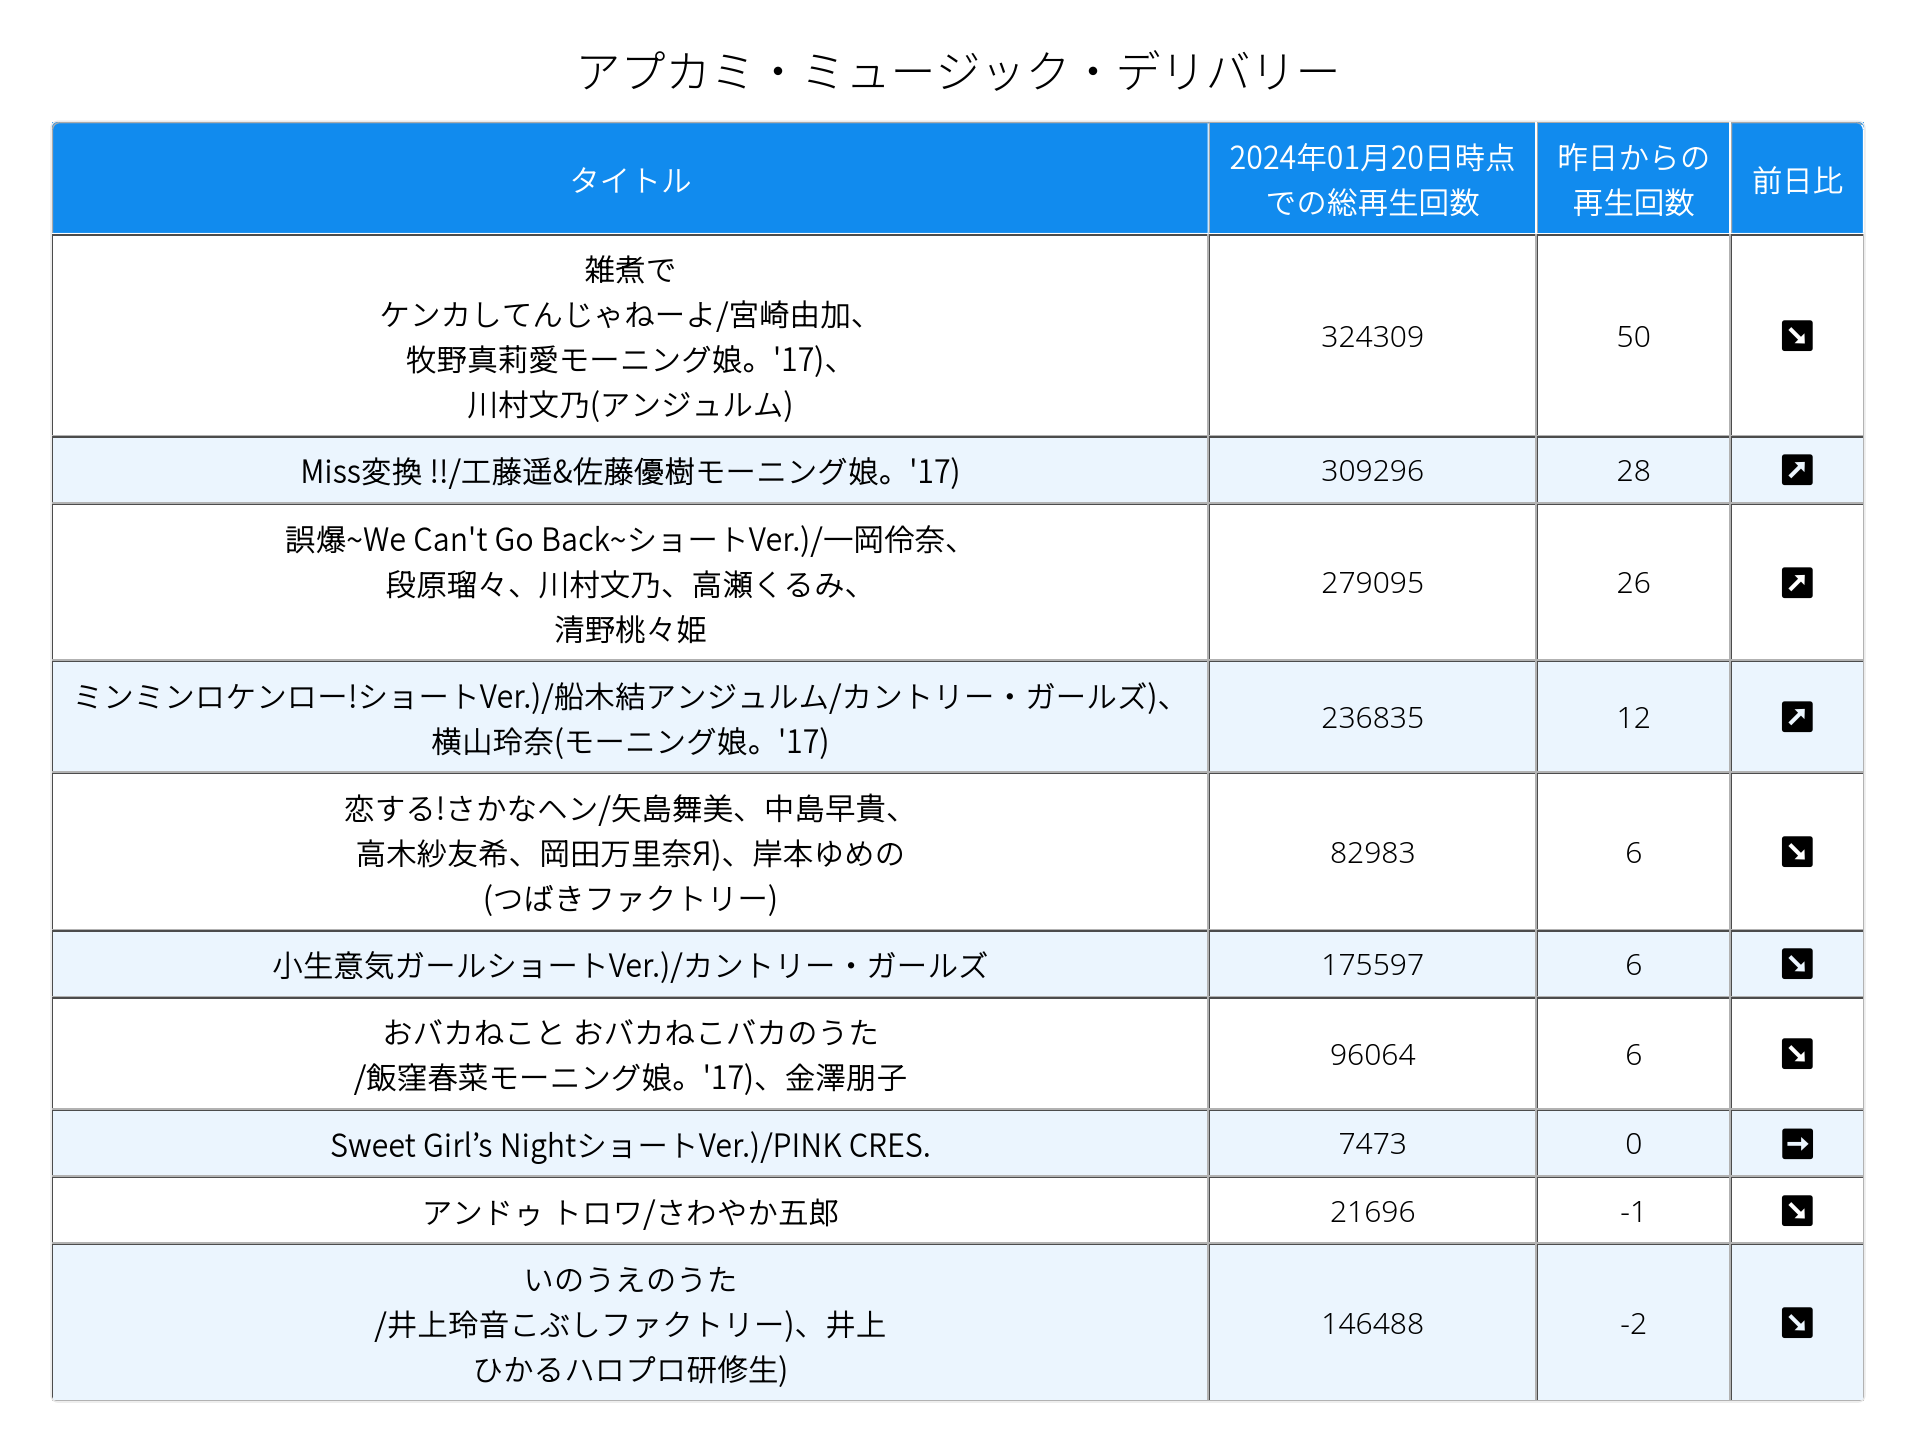 アプカミ・ミュージック・デリバリー
タイトル
2024年01月20日時点
での総再生回数
昨日からの
再生回数
前日比
雑煮で
ケンカしてんじゃねーよ/宮崎由加、
牧野真莉愛モーニング娘。'17)、
川村文乃(アンジュルム)
324309
50
Miss変換 !!/工藤遥&佐藤優樹モーニング娘。'17)
309296
28
誤爆~We Can't Go Back~ショートVer.)/一岡伶奈、
段原瑠々、川村文乃、高瀬くるみ、
清野桃々姫
279095
26
ミンミンロケンロー!ショートVer.)/船木結アンジュルム/カントリー・ガールズ)、
横山玲奈(モーニング娘。'17)
236835
12
恋する!さかなヘン/矢島舞美、中島早貴、
高木紗友希、岡田万里奈Я)、岸本ゆめの
(つばきファクトリー)
82983
6
小生意気ガールショートVer.)/カントリー・ガールズ
175597
6
おバカねこと おバカねこバカのうた
/飯窪春菜モーニング娘。'17)、金澤朋子
96064
6
Sweet Girl’s NightショートVer.)/PINK CRES.
7473
0
アンドゥ トロワ/さわやか五郎
21696
-1
いのうえのうた
/井上玲音こぶしファクトリー)、井上
ひかるハロプロ研修生)
146488
-2